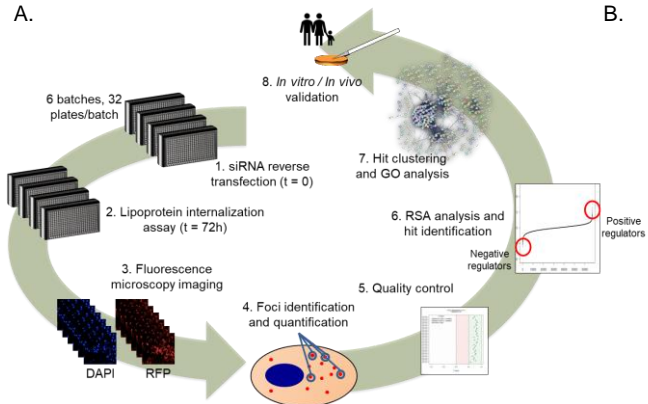 A.
B.
6 batches, 32
plates/batch
1. siRNA reverse
transfection (t = 0)
2. Lipoprotein internalization
assay (t = 72h)
3. Fluorescence
microscopy imaging
DAPI
RFP
4. Foci identification
and quantification
5. Quality control
6. RSA analysis and
hit identification
Negative
regulators
Positive
regulators
7. Hit clustering
and GO analysis
8. In vitro / In vivo
validation